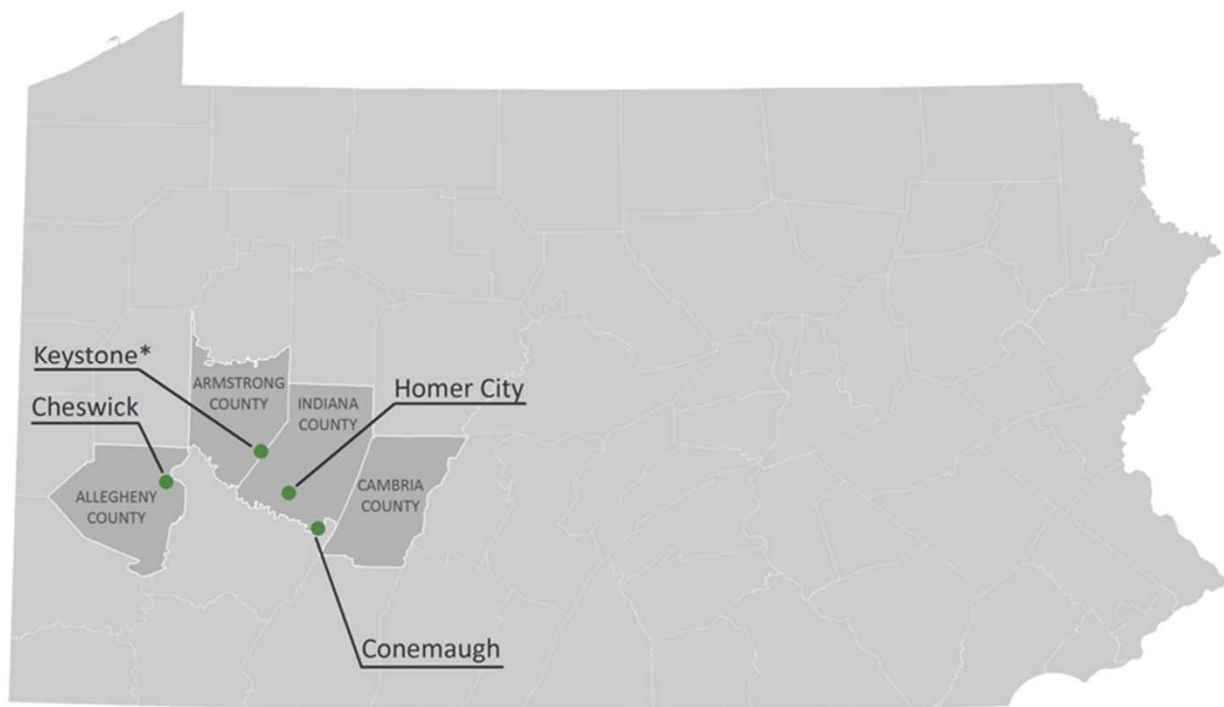 Keystone*
Cheswick
ARMSTRONG
COUNTY
INDIANA
COUNTY
Homer City
ALLEGHENY
COUNTY
CAMBRIA
COUNTY
Conemaugh